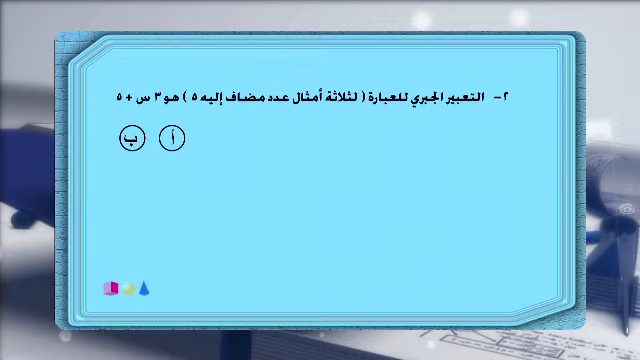 ٢- التعبير الجبري للعبارة ( لثلاثة أمثال عدد مضاف إليه ٥ ) هو ٣ س + ٥
أ ب